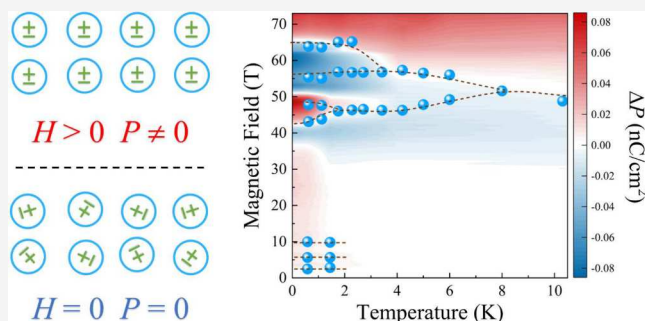 ± ± ± ±
± ± ± ±
H > 0 P ≠ 0
H = 0 P = 0
Magnetic Field (T)
70
60
50
40
30
20
10
0
0 2 4 6 8 10
Temperature (K)
0.08
0.06
0.04
0.02
0.00
-0.02
-0.04
-0.06
-0.08
ΔP (nC/cm²)